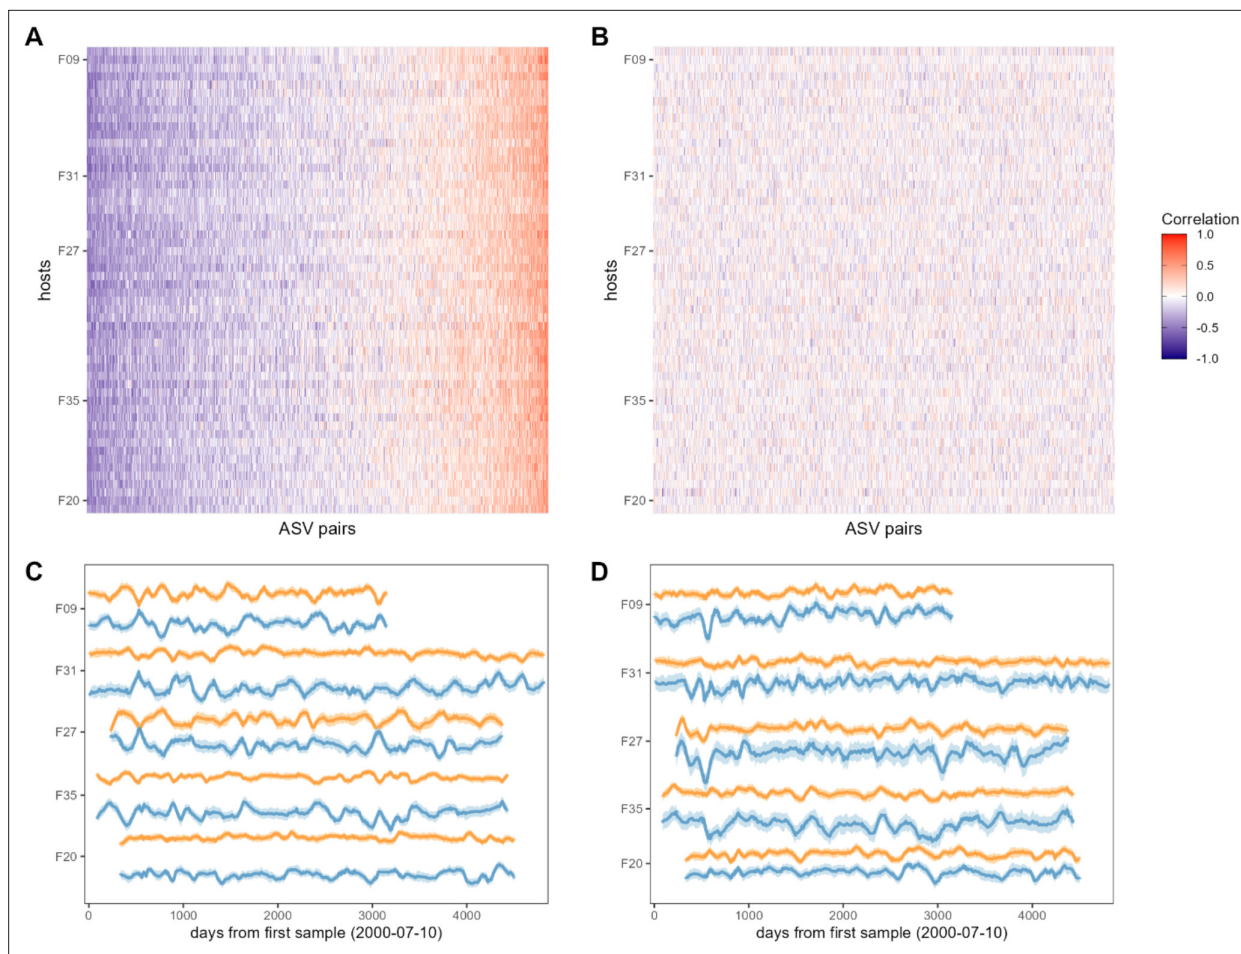 A
B
F09
F31
F27
F35
F20
hosts
ASV pairs
F09
F31
F27
F35
F20
hosts
ASV pairs
Correlation
1.0
0.5
0.0
-0.5
-1.0
C
F09
F31
F27
F35
F20
0 1000 2000 3000 4000
days from first sample (2000-07-10)
D
F09
F31
F27
F35
F20
0 1000 2000 3000 4000
days from first sample (2000-07-10)